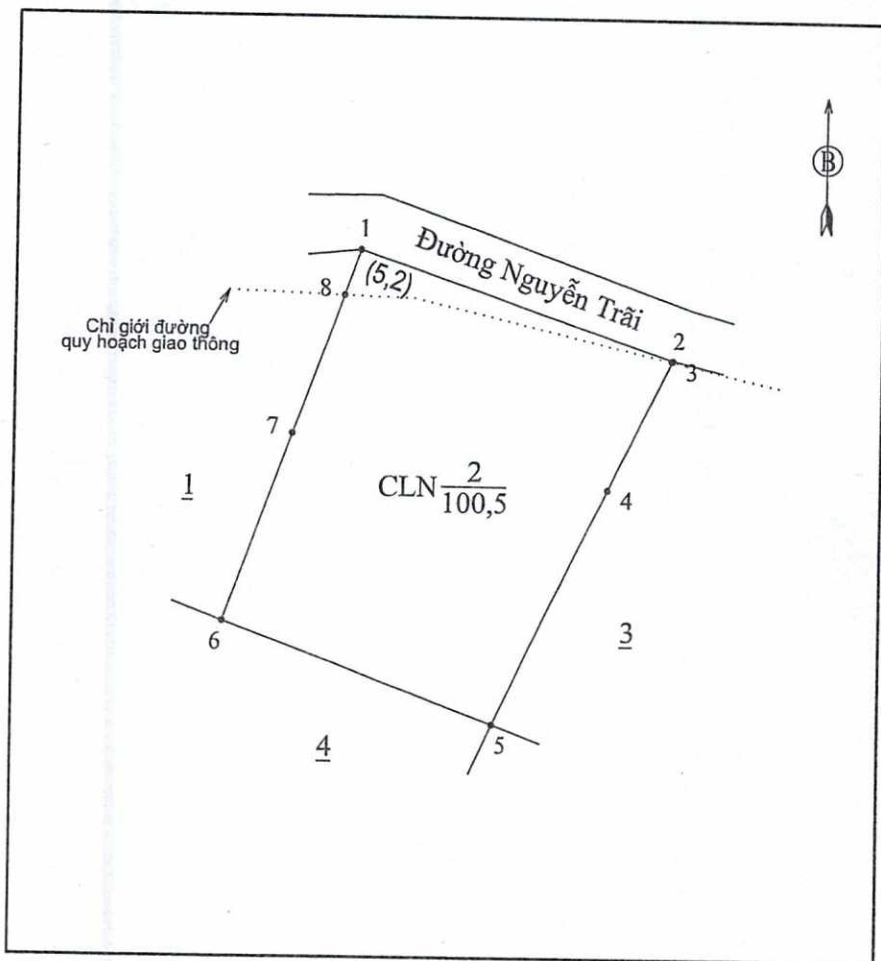 B
1
Đường Nguyễn Trãi
8
(5,2)
Chỉ giới đường
quy hoạch giao thông
2
3
7
1
CLN 2
100,5
4
6
3
5
4